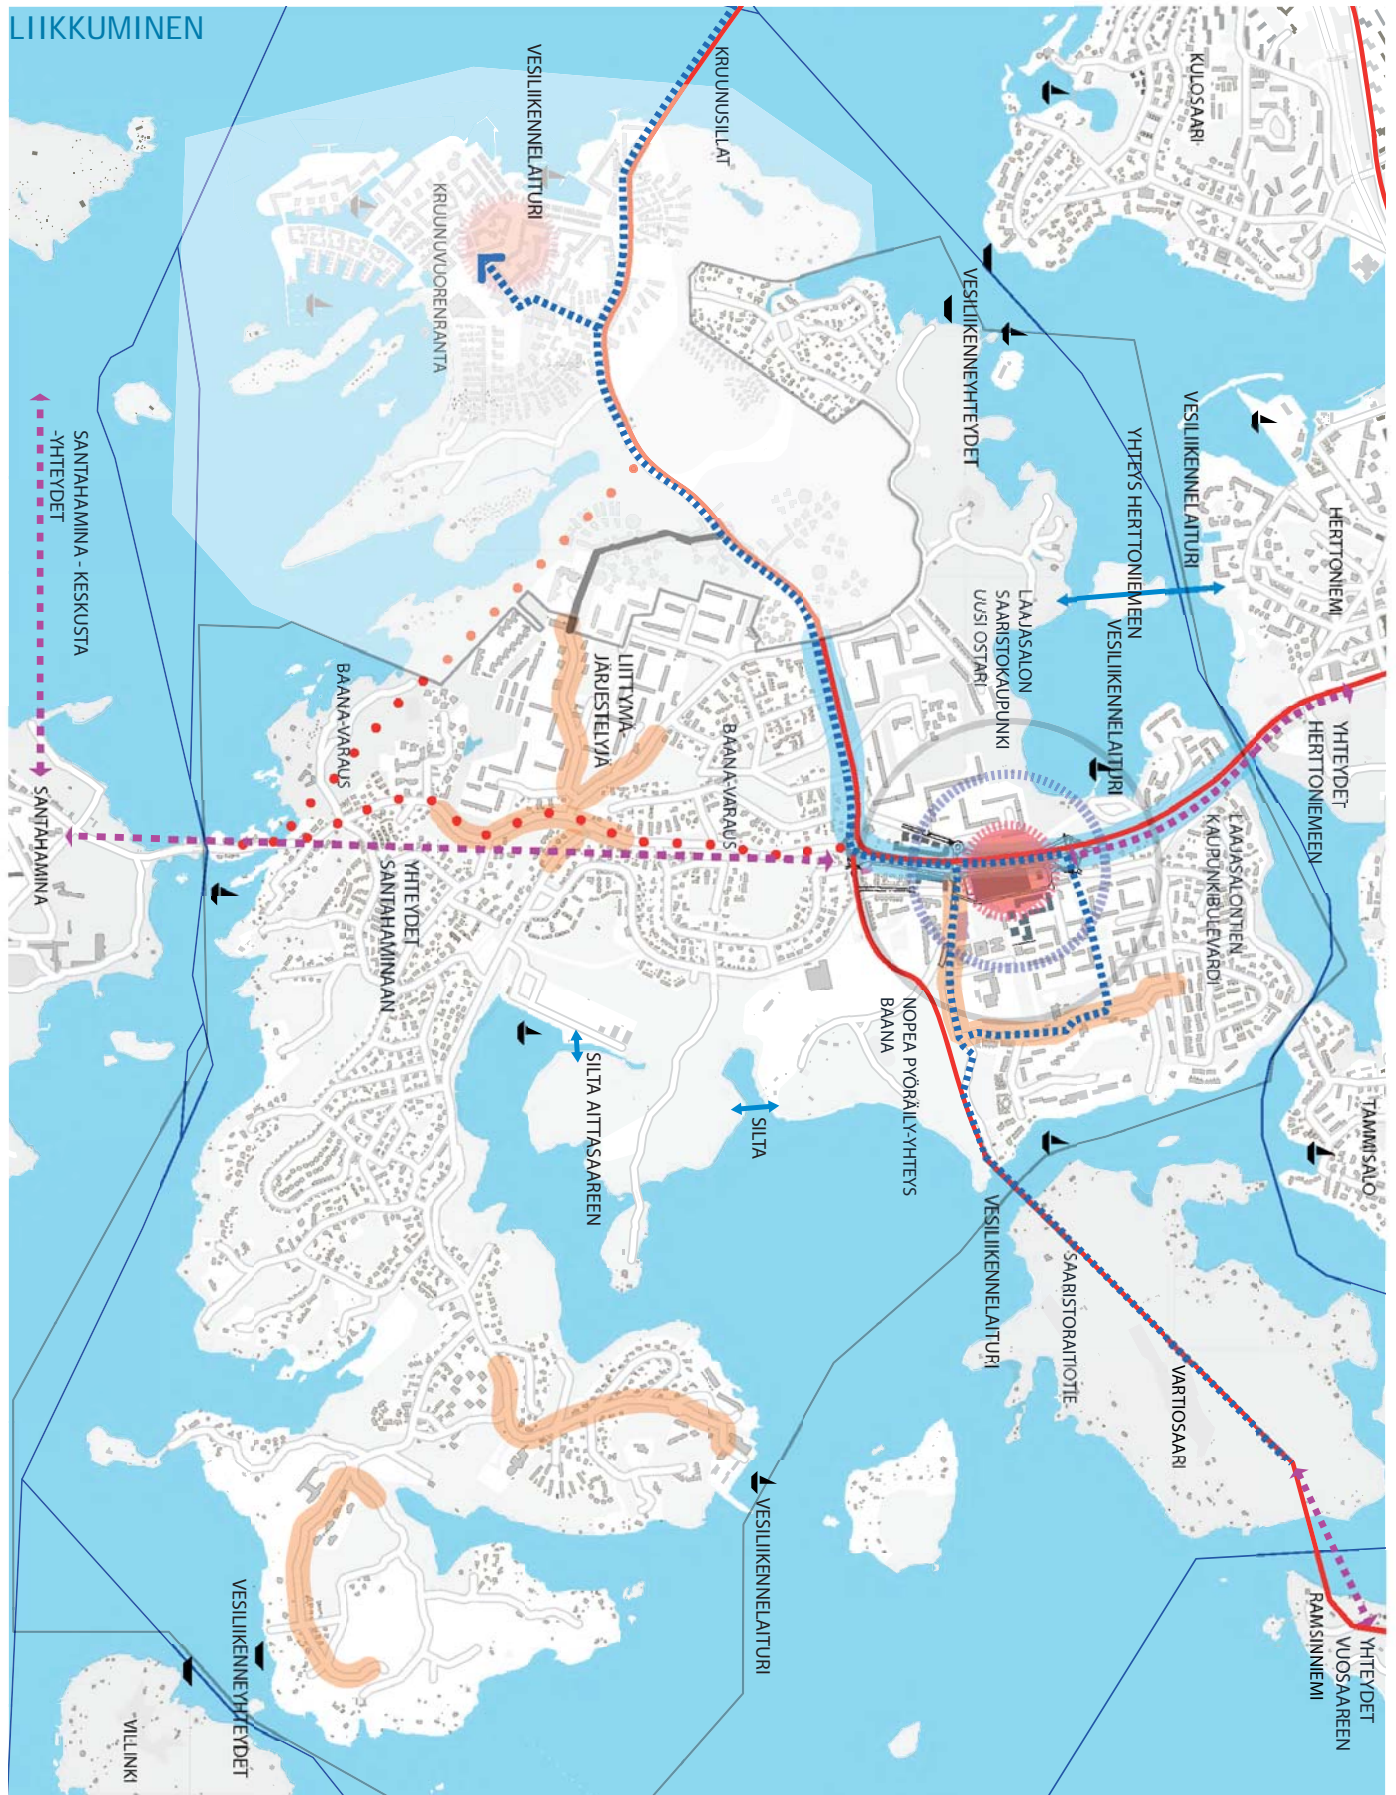 LIIKKUMINEN
KULOSAARI
KRUUNUSILLAT
VESILIIKENNELAITURI
KRUUNUVUORENRANTA
VESILIIKENNEYHTEYDET
VESILIIKENNELAITURI
YHTEYS HERTTONIEMEEN
HERTTONIEMI
SANTAHAMINA - KESKUSTA
-YHTEYDET
LAAJASALON
SAARISTOKAUPUNKI
UUSI OSTARI
VESILIIKENNELAITURI
YHTEYDET
HERTTONIEMEEN
LIITTYMÄ-
JÄRJESTELYJÄ
BAANA-VARAUS
BAANA-VARAUS
SANTAHAMINA
LAAJASALONTIEN
KAUPUNKIBULEVARDI
YHTEYDET
SANTAHAMINAAN
NOPEA PYÖRÄILY-YHTEYS
BAANA
SILTA AITTASAAREEN
SILTA
TAMMISALO
VESILIIKENNELAITURI
SAARISTORAITIOTIE
VARTIOSAARI
VESILIIKENNELAITURI
YHTEYDET
VUOSAAREEN
RAMSINNIEMI
VESILIIKENNEYHTEYDET
VILLINKI